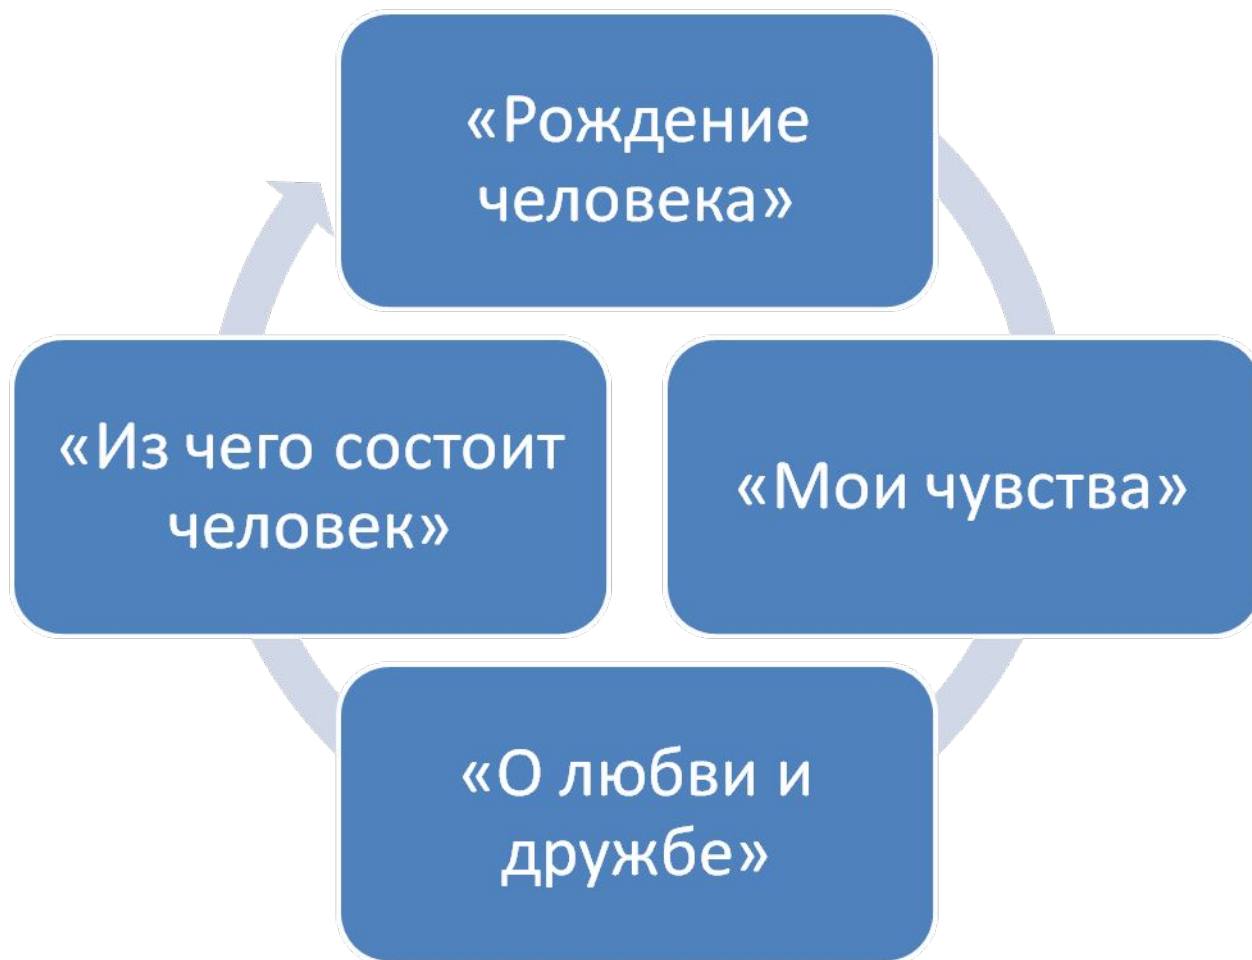 «Рождение
человека»
«Мои чувства»
«О любви и
дружбе»
«Из чего состоит
человек»